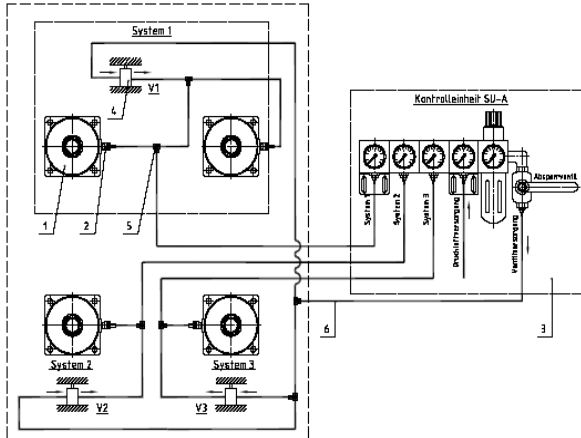 System 1
V1
4
Kontrolleinheit SU-A
Absperrventil
System 1
System 2
System 3
Druckluftversorgung
Ventilversorgung
1
2
5
6
3
System 2
System 3
V2
V3